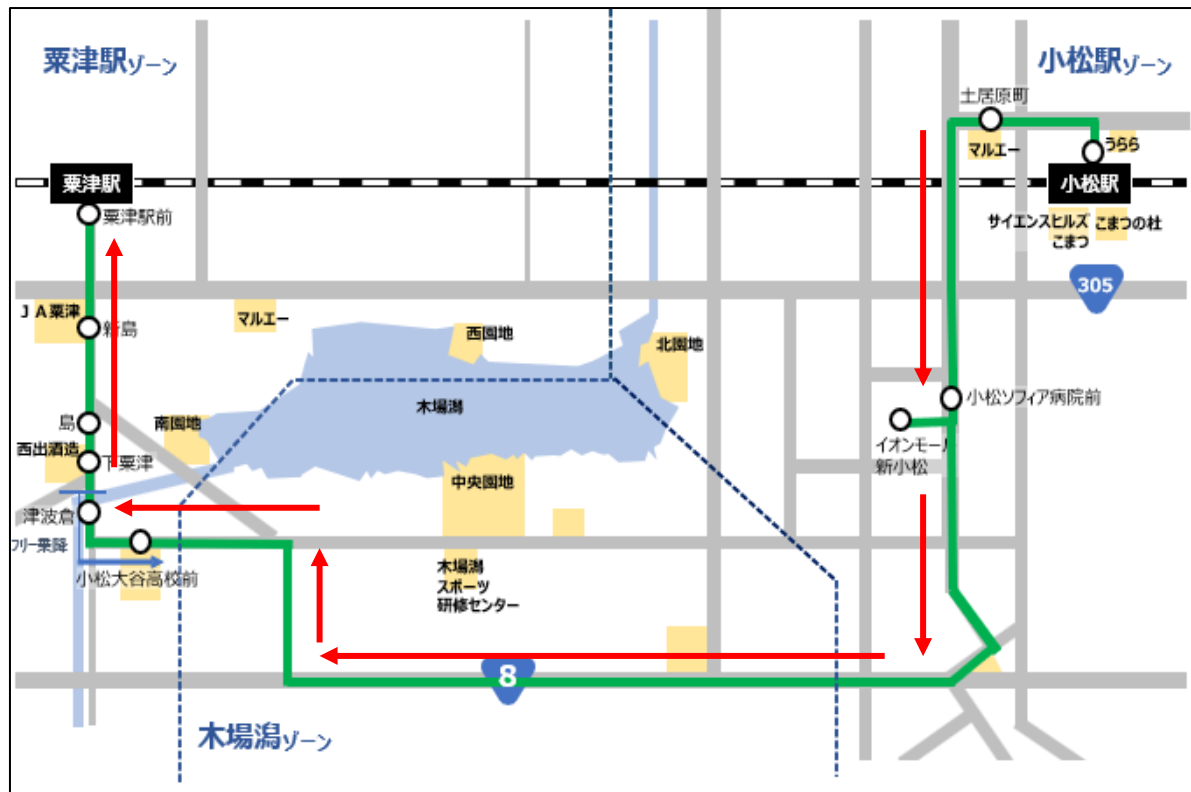 粟津駅ゾーン
小松駅ゾーン
土居原町
マルエー
うらら
粟津駅
小松駅
粟津駅前
サイエンスヒルズ
こまつ
こまつの杜
305
ＪＡ粟津
新島
マルエー
西園地
北園地
木場潟
小松ソフィア病院前
島
南園地
イオンモール
新小松
西出酒造
下粟津
中央園地
津波倉
フリー乗降
小松大谷高校前
木場潟
スポーツ
研修センター
8
木場潟ゾーン